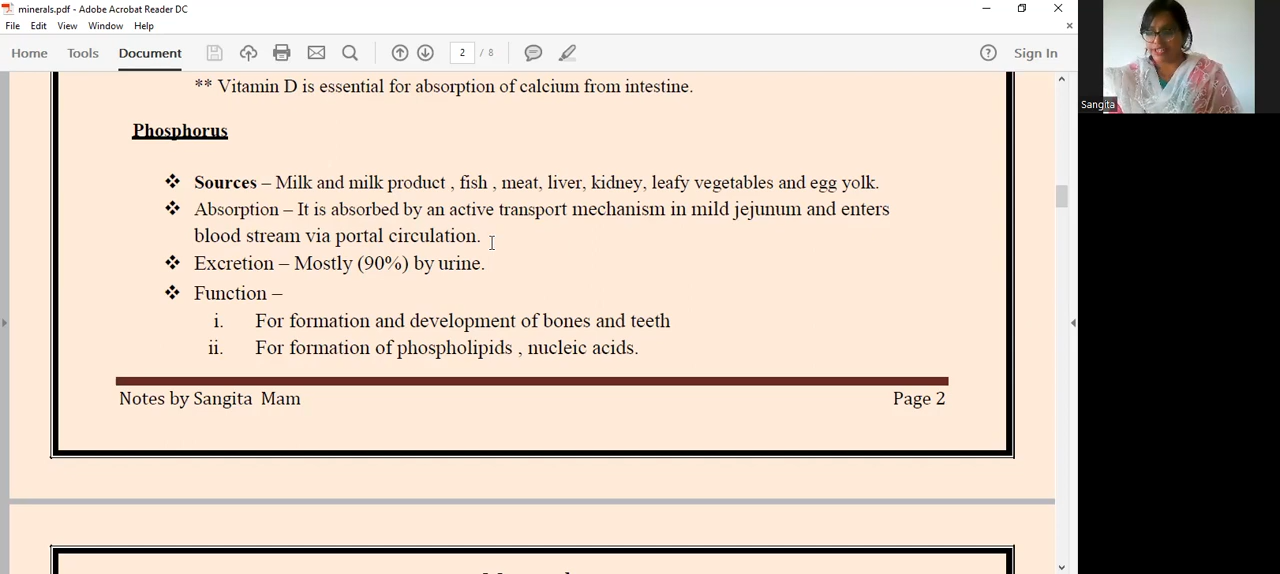 minerals.pdf - Adobe Acrobat Reader DC
File Edit View Window Help
Home Tools Document 2 / 8 Sign In
** Vitamin D is essential for absorption of calcium from intestine.
Phosphorus
❖ Sources – Milk and milk product , fish , meat, liver, kidney, leafy vegetables and egg yolk.
❖ Absorption – It is absorbed by an active transport mechanism in mild jejunum and enters
blood stream via portal circulation.
❖ Excretion – Mostly (90%) by urine.
❖ Function –
i. For formation and development of bones and teeth
ii. For formation of phospholipids , nucleic acids.
Notes by Sangita Mam Page 2
Sangita